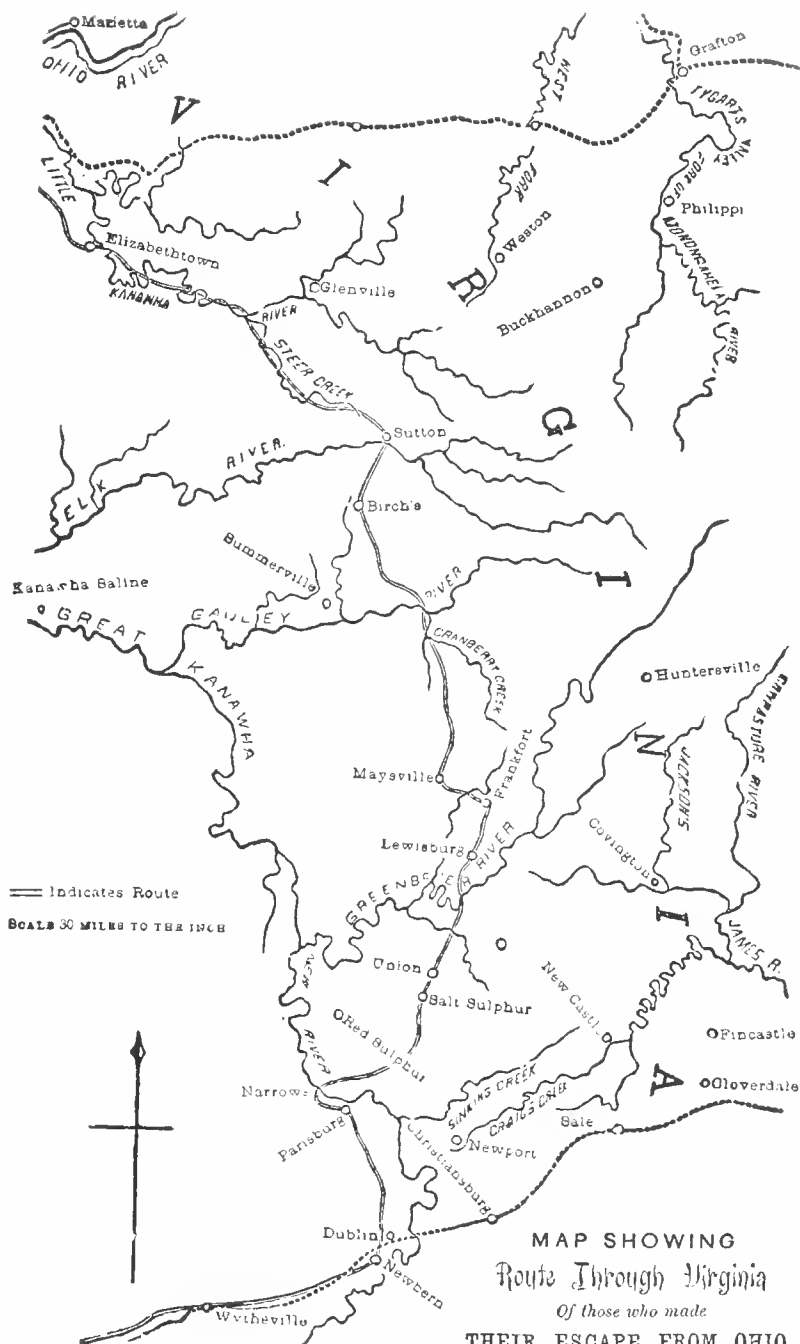 Marietta
OHIO RIVER
Grafton
WEST
FORK
TYGARTS VALLEY
FORK OF
MONONGAHELA
RIVER
V
I
R
G
I
N
I
A
LITTLE
KANAWHA
RIVER
Elizabethtown
Glenville
Weston
Philippi
Buckhannon
STEER CREEK
Sutton
ELK RIVER.
Birch's
Summerville
Kanawha Saline
GREAT
KANAWHA
GAULEY
RIVER
CRANBERRY CREEK
Huntersville
COWPASTURE RIVER
JACKSON'S
Maysville
Frankfort
Lewisburg
GREENBRIER RIVER
Covington
Indicates Route
SCALE 30 MILES TO THE INCH
JAMES R.
NEW
RIVER
Union
Salt Sulphur
Red Sulphur
New Castle
Fincastle
Cloverdale
Narrows
Parisburg
SINKING CREEK
CRAIGS CREEK
Newport
Sale
Christiansburg
Dublin
Newbern
Wytheville
MAP SHOWING
Route Through Virginia
Of those who made
THEIR ESCAPE FROM OHIO